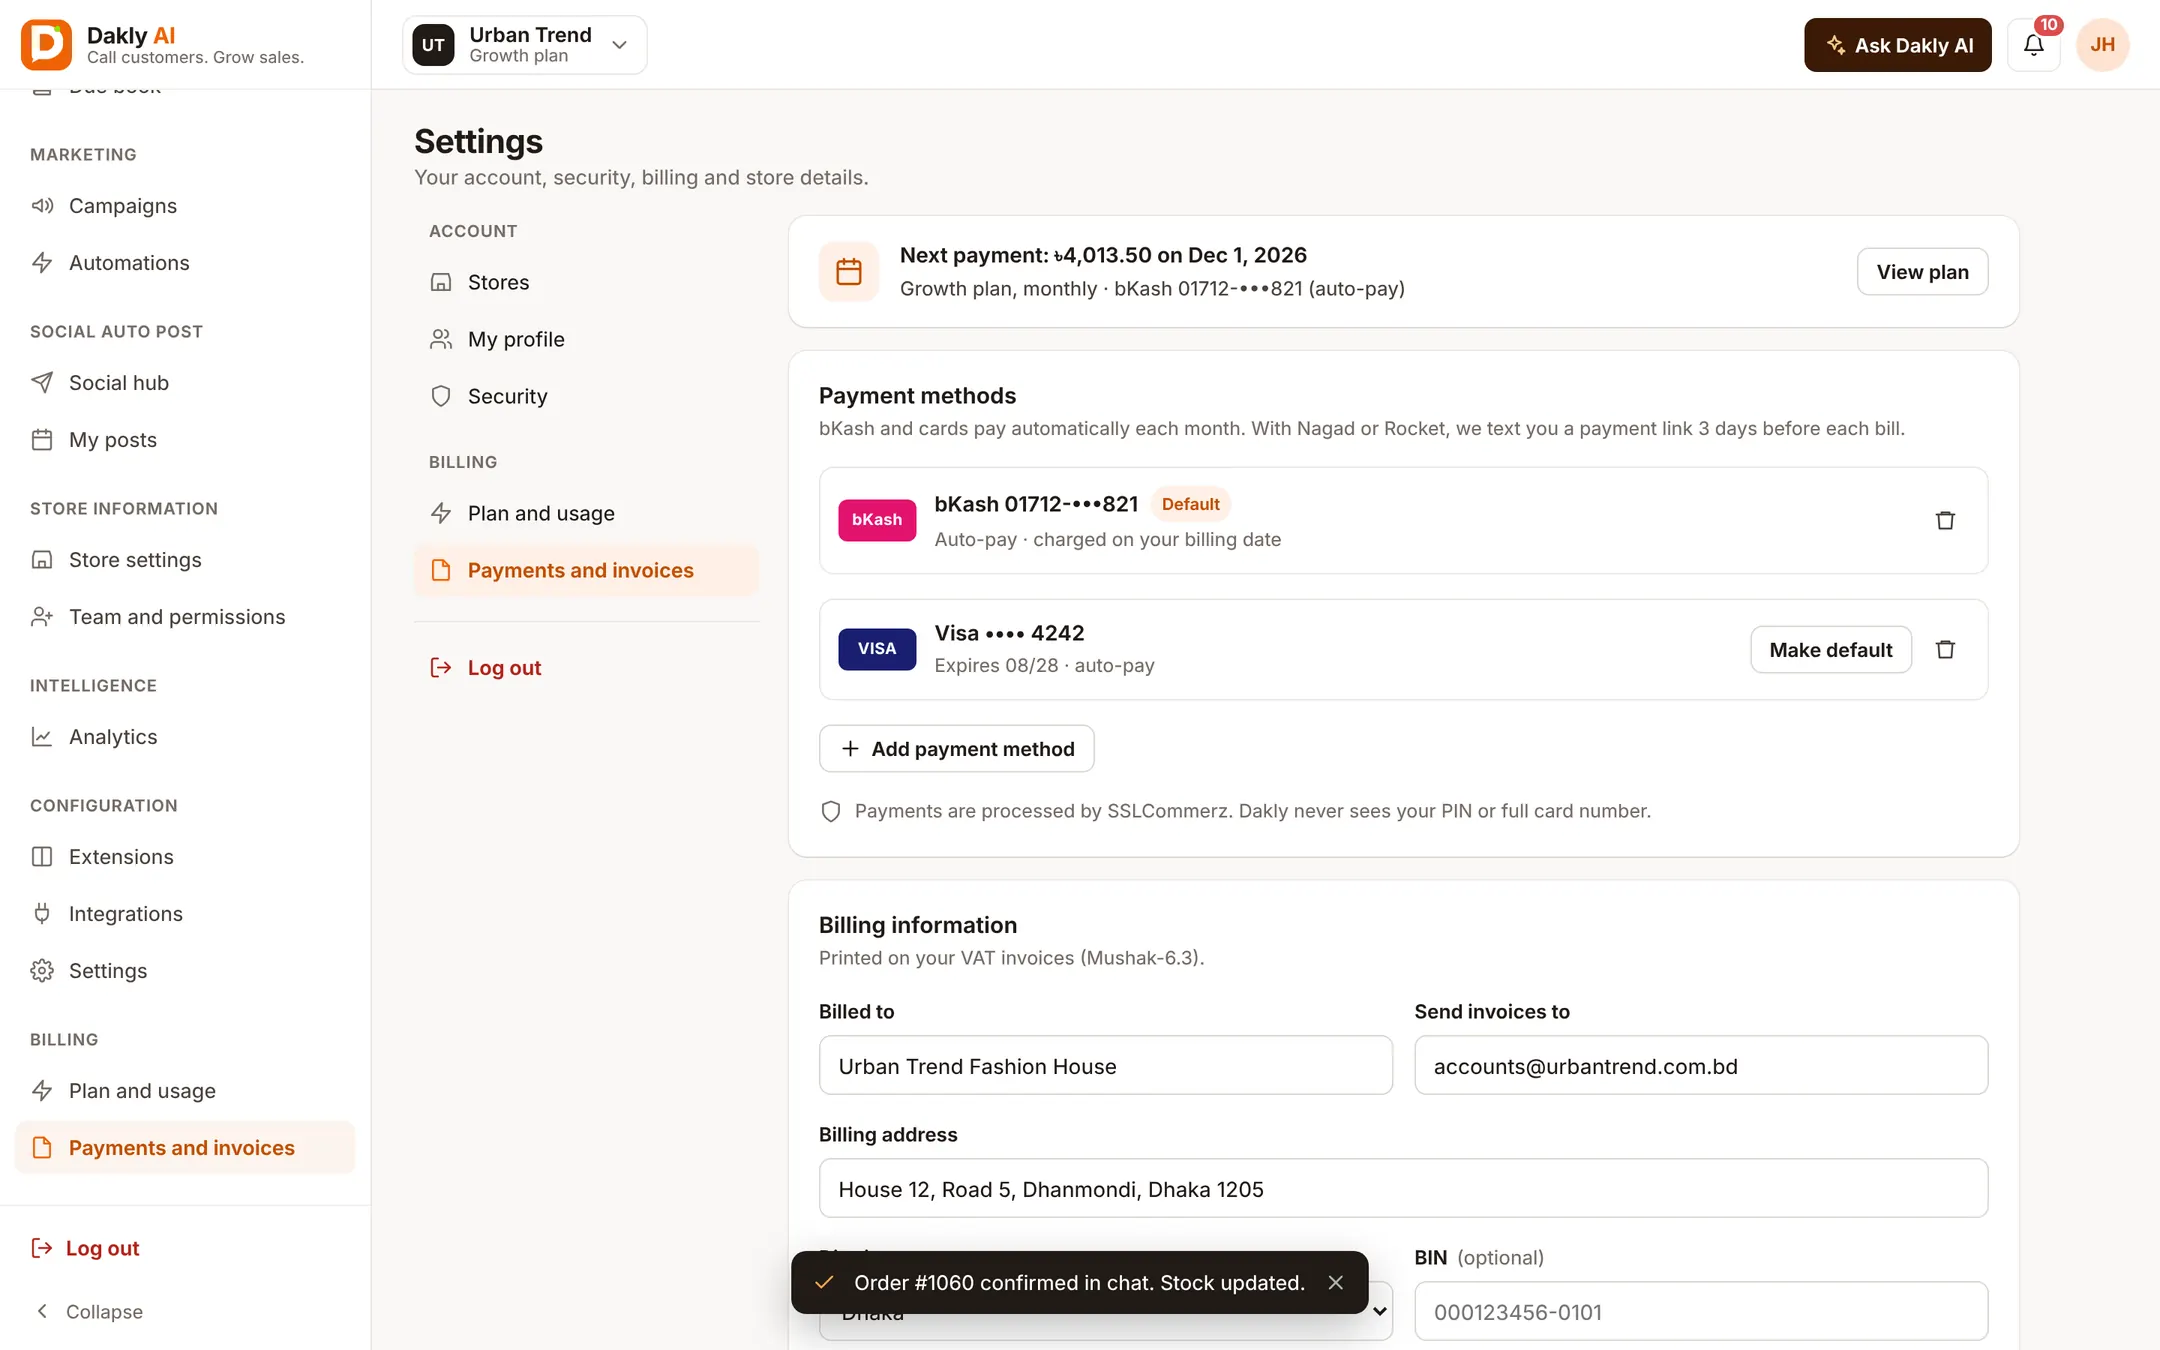 Dakly AI
Call customers. Grow sales.
UT
Urban Trend
Growth plan
Ask Dakly AI
10
JH
MARKETING
Campaigns
Automations
SOCIAL AUTO POST
Social hub
My posts
STORE INFORMATION
Store settings
Team and permissions
INTELLIGENCE
Analytics
CONFIGURATION
Extensions
Integrations
Settings
BILLING
Plan and usage
Payments and invoices
Log out
Collapse
Settings
Your account, security, billing and store details.
ACCOUNT
Stores
My profile
Security
BILLING
Plan and usage
Payments and invoices
Log out
Next payment: ৳4,013.50 on Dec 1, 2026
Growth plan, monthly · bKash 01712-•••821 (auto-pay)
View plan
Payment methods
bKash and cards pay automatically each month. With Nagad or Rocket, we text you a payment link 3 days before each bill.
bKash
bKash 01712-•••821 Default
Auto-pay · charged on your billing date
VISA
Visa •••• 4242
Expires 08/28 · auto-pay
Make default
Add payment method
Payments are processed by SSLCommerz. Dakly never sees your PIN or full card number.
Billing information
Printed on your VAT invoices (Mushak-6.3).
Billed to
Urban Trend Fashion House
Send invoices to
accounts@urbantrend.com.bd
Billing address
House 12, Road 5, Dhanmondi, Dhaka 1205
Order #1060 confirmed in chat. Stock updated.
Dhaka
BIN (optional)
000123456-0101